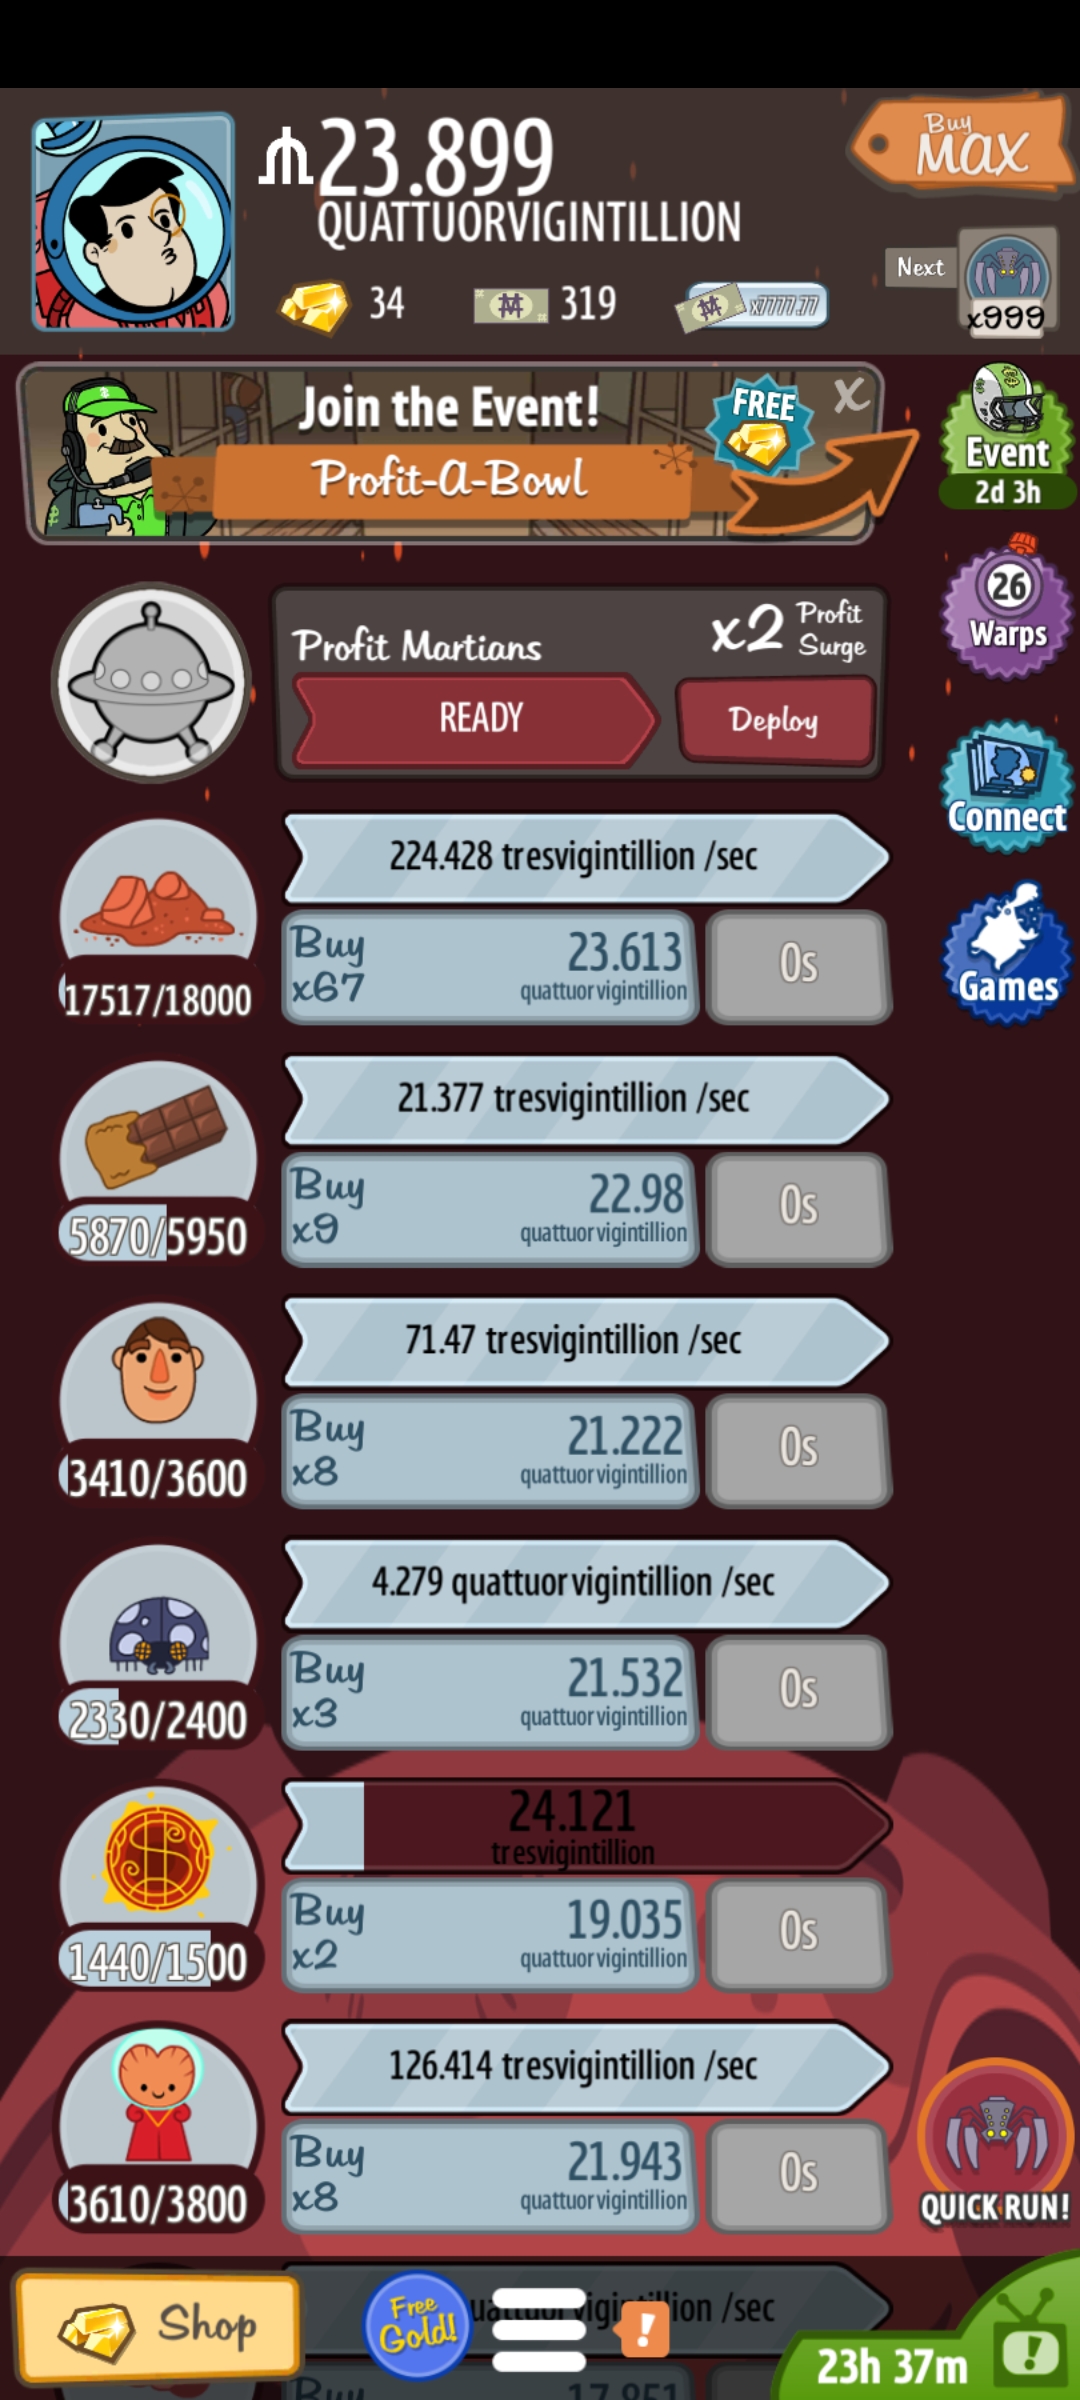 23.899
QUATTUORVIGINTILLION
Buy
MAX
34
319
x7777.77
Next
x999
Join the Event!
Profit-A-Bowl
FREE
X
Event
2d 3h
26
Warps
Connect
Games
Profit Martians
x2 Profit Surge
READY
Deploy
224.428 tresvigintillion /sec
Buy
x67
23.613
quattuorvigintillion
0s
17517/18000
21.377 tresvigintillion /sec
Buy
x9
22.98
quattuorvigintillion
0s
5870/5950
71.47 tresvigintillion /sec
Buy
x8
21.222
quattuorvigintillion
0s
3410/3600
4.279 quattuorvigintillion /sec
Buy
x3
21.532
quattuorvigintillion
0s
2330/2400
24.121
tresvigintillion
Buy
x2
19.035
quattuorvigintillion
0s
1440/1500
126.414 tresvigintillion /sec
Buy
x8
21.943
quattuorvigintillion
0s
3610/3800
QUICK RUN!
Shop
Free
Gold!
/sec
!
23h 37m
!
Buy